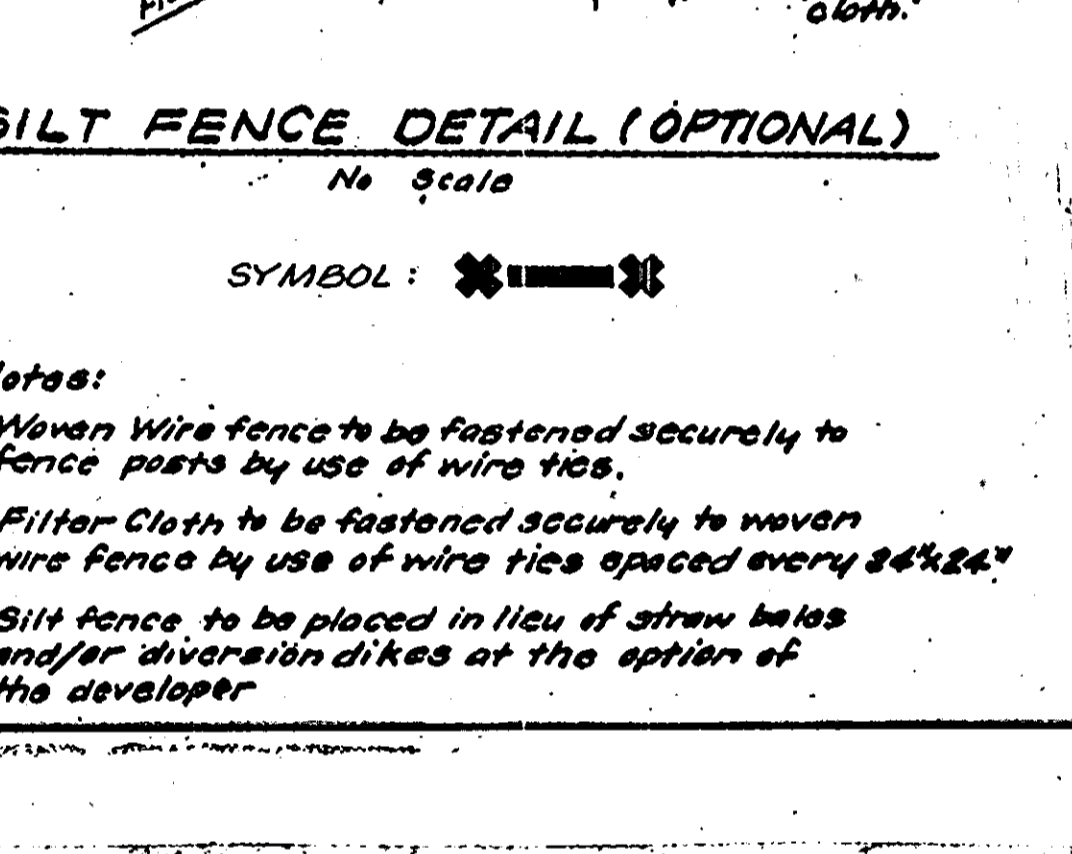 cloth.
SILT FENCE DETAIL (OPTIONAL)
No Scale
SYMBOL:
Notes:
Woven Wire fence to be fastened securely to
fence posts by use of wire ties.
Filter Cloth to be fastened securely to woven
wire fence by use of wire ties spaced every 24"x24".
Silt fence to be placed in lieu of straw bales
and/or diversion dikes at the option of
the developer